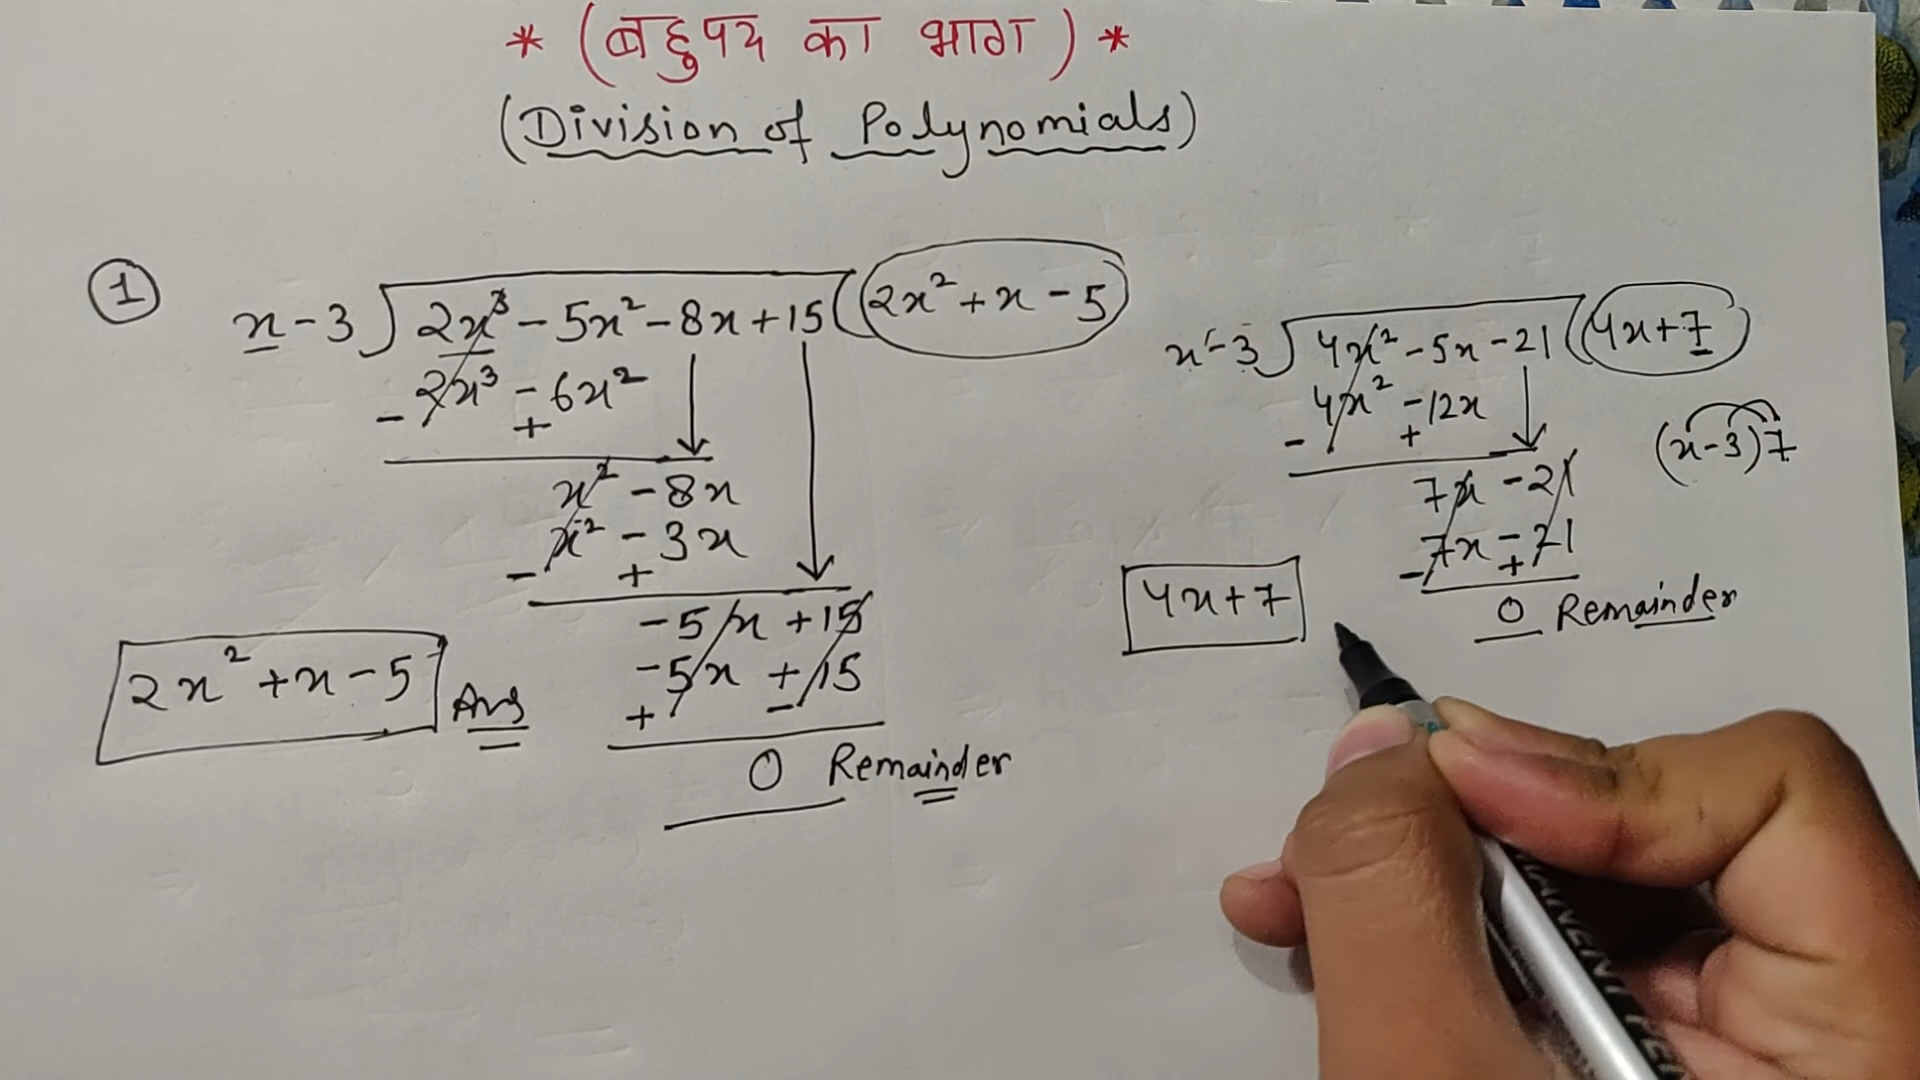 * (बहुपद का भाग) *
(Division of Polynomials)
①
x-3)2x³-5x²-8x+15(2x²+x-5
2x³-6x²
- +
x²-8x
x²-3x
- +
-5x+15
-5x+15
+ -
0 Remainder
2x²+x-5 Ans
x-3)4x²-5x-21(4x+7
4x²-12x
- +
(x-3)7
7x-21
7x-21
- +
0 Remainder
4x+7